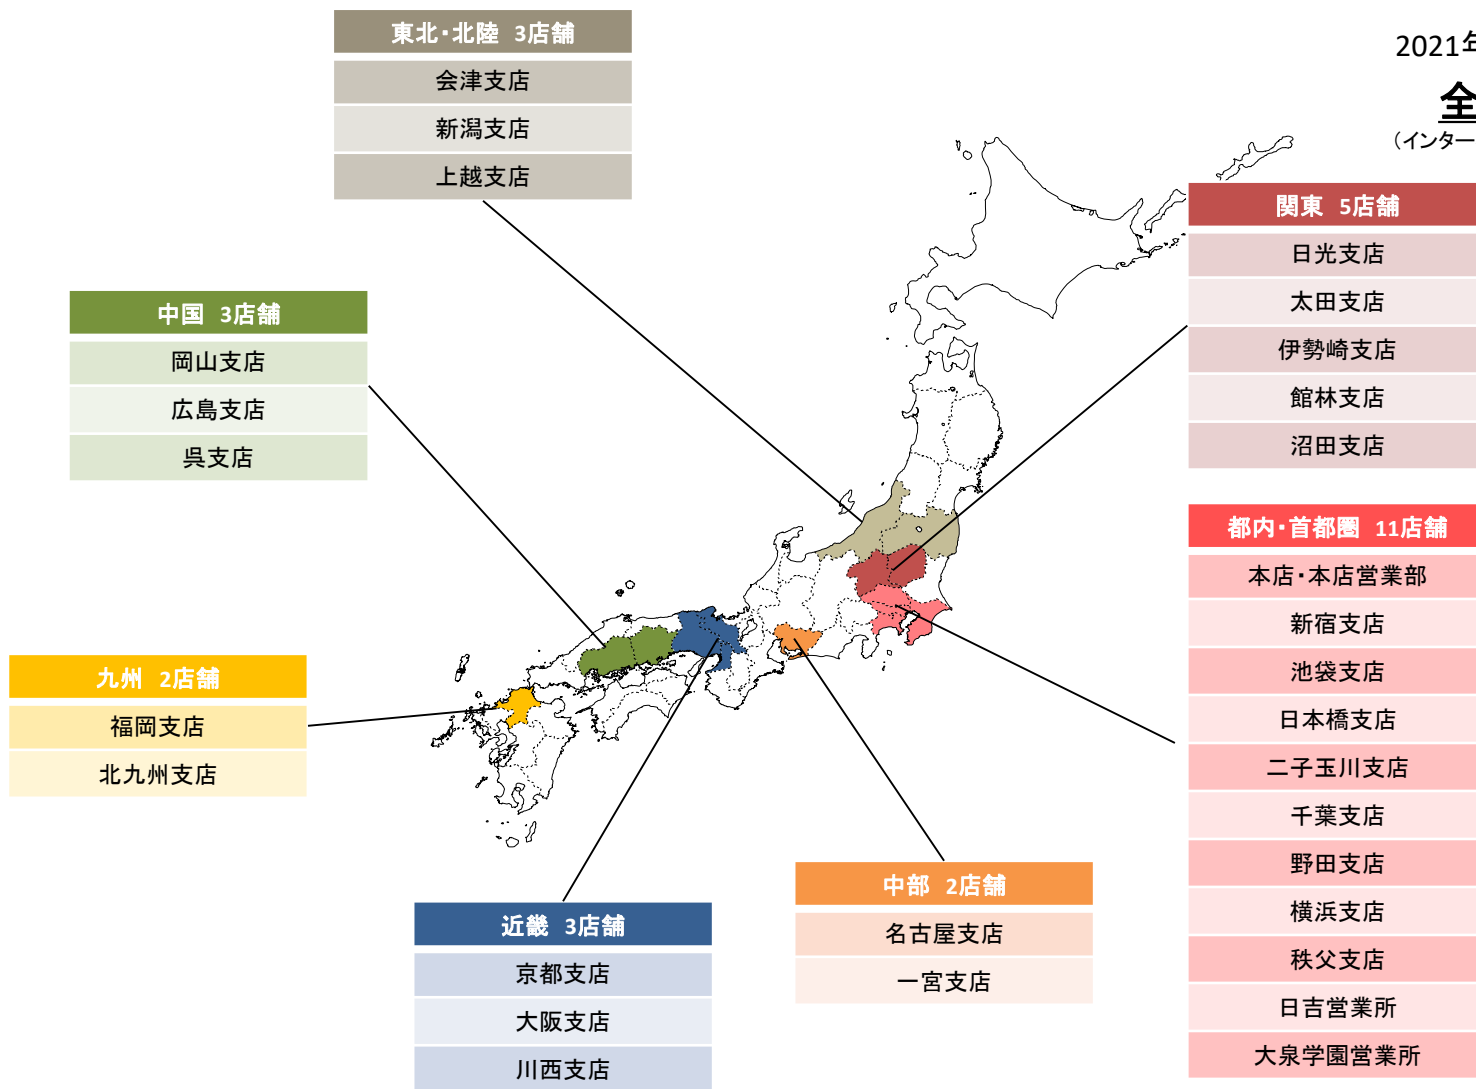 東北・北陸 3店舗
会津支店
新潟支店
上越支店
2021年
全
（インター
関東 5店舗
日光支店
太田支店
伊勢崎支店
館林支店
沼田支店
中国 3店舗
岡山支店
広島支店
呉支店
都内・首都圏 11店舗
本店・本店営業部
新宿支店
池袋支店
日本橋支店
二子玉川支店
千葉支店
野田支店
横浜支店
秩父支店
日吉営業所
大泉学園営業所
九州 2店舗
福岡支店
北九州支店
中部 2店舗
名古屋支店
一宮支店
近畿 3店舗
京都支店
大阪支店
川西支店